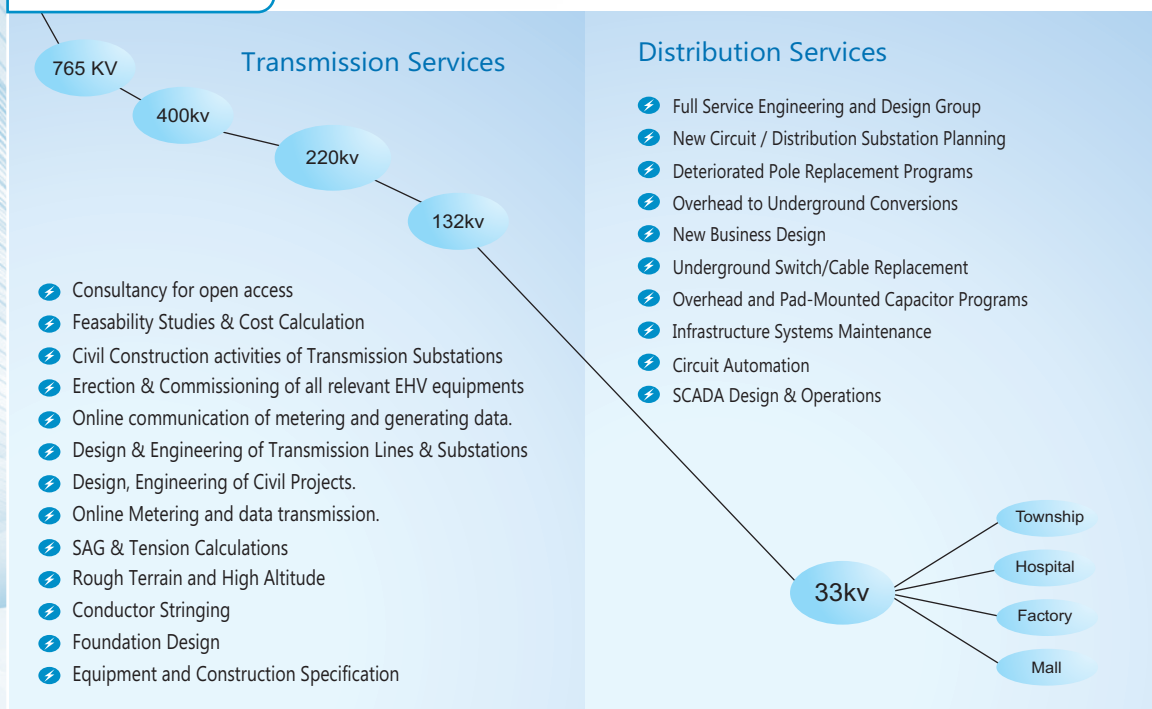 765 KV
400kv
220kv
132kv
Transmission Services
Consultancy for open access
Feasability Studies & Cost Calculation
Civil Construction activities of Transmission Substations
Erection & Commissioning of all relevant EHV equipments
Online communication of metering and generating data.
Design & Engineering of Transmission Lines & Substations
Design, Engineering of Civil Projects.
Online Metering and data transmission.
SAG & Tension Calculations
Rough Terrain and High Altitude
Conductor Stringing
Foundation Design
Equipment and Construction Specification
Distribution Services
Full Service Engineering and Design Group
New Circuit / Distribution Substation Planning
Deteriorated Pole Replacement Programs
Overhead to Underground Conversions
New Business Design
Underground Switch/Cable Replacement
Overhead and Pad-Mounted Capacitor Programs
Infrastructure Systems Maintenance
Circuit Automation
SCADA Design & Operations
33kv
Township
Hospital
Factory
Mall